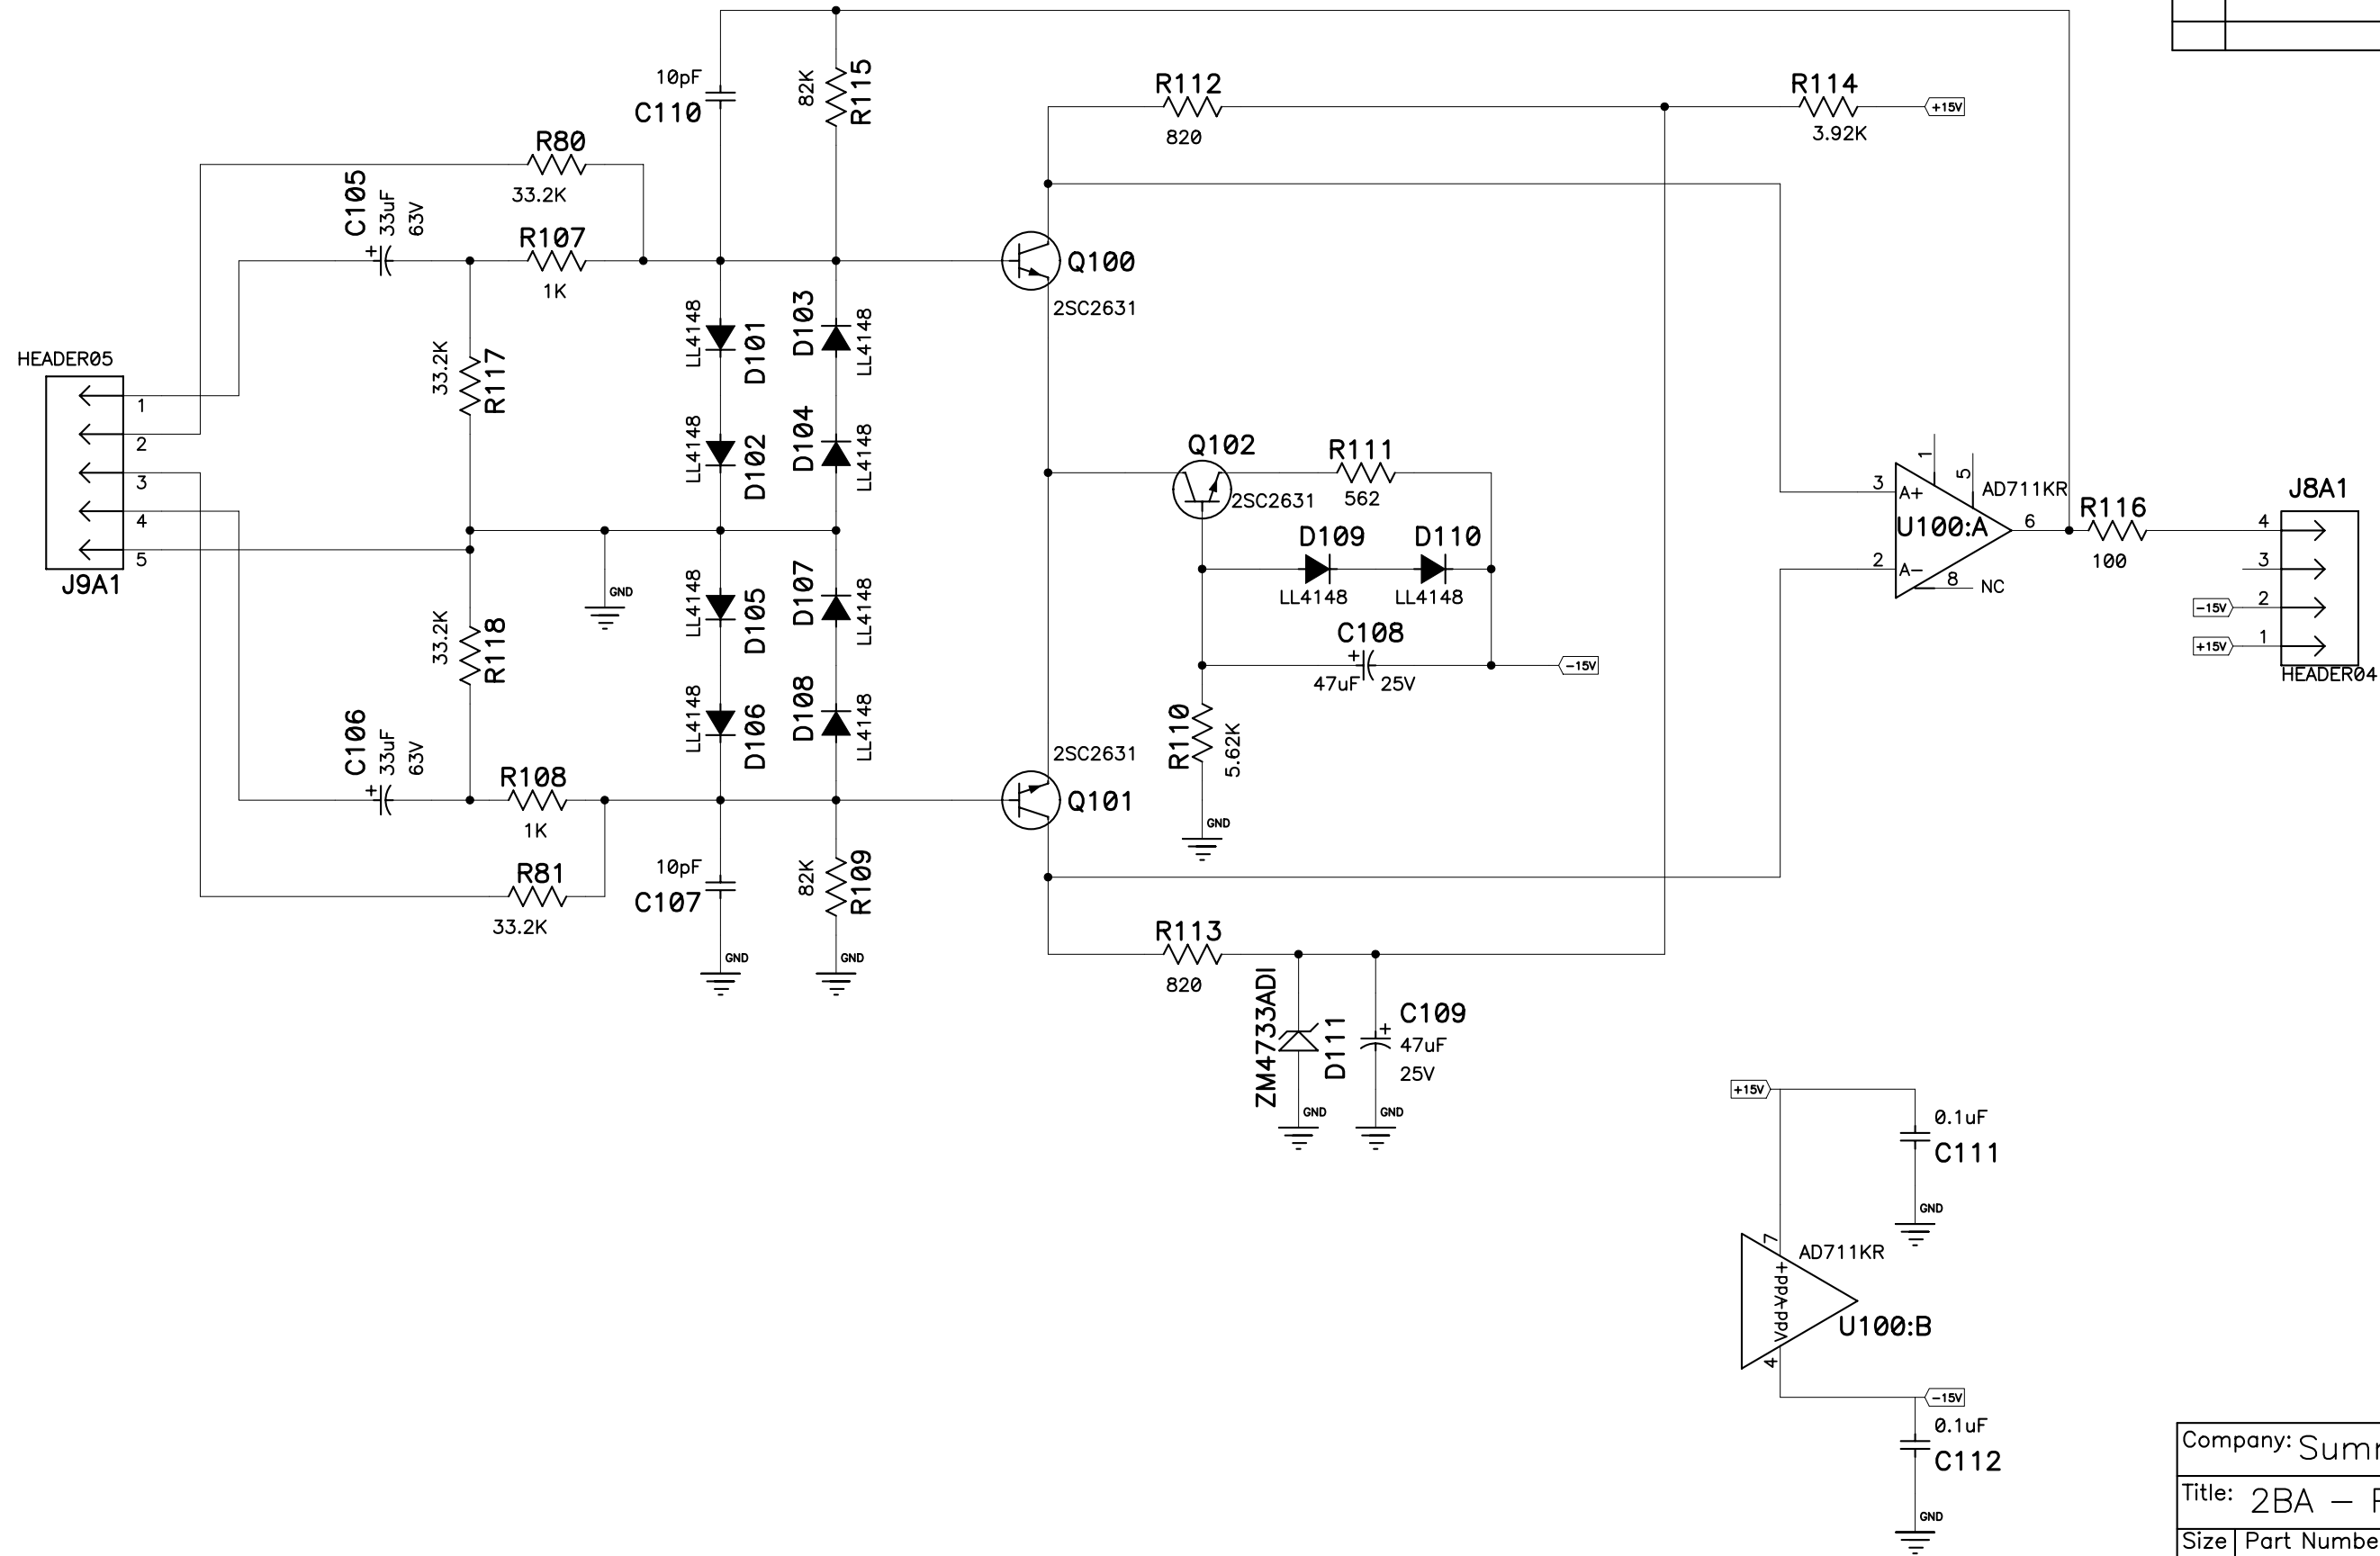 10pF
C110
82K
R115
R112
820
R114
3.92K
+15V
R80
33.2K
C105
33uF
63V
+
R107
1K
Q100
2SC2631
LL4148
D101
D103
LL4148
HEADER05
33.2K
R117
1
2
3
4
5
J9A1
LL4148
D102
D104
LL4148
Q102
2SC2631
R111
562
D109
LL4148
D110
LL4148
C108
+
47uF
25V
-15V
3
A+
1
5
AD711KR
U100:A
6
2
A-
8
NC
R116
100
J8A1
4
3
2
1
-15V
+15V
HEADER04
GND
33.2K
R118
LL4148
D105
D107
LL4148
LL4148
D106
D108
LL4148
R110
5.62K
GND
C106
33uF
63V
+
R108
1K
2SC2631
Q101
R81
33.2K
10pF
C107
82K
R109
GND
GND
R113
820
ZM4733ADI
D111
+
C109
47uF
25V
GND
GND
+15V
0.1uF
C111
GND
7
AD711KR
Vdd-
Vdd+
U100:B
4
-15V
0.1uF
C112
GND
Company:
Title: 2BA -
Size